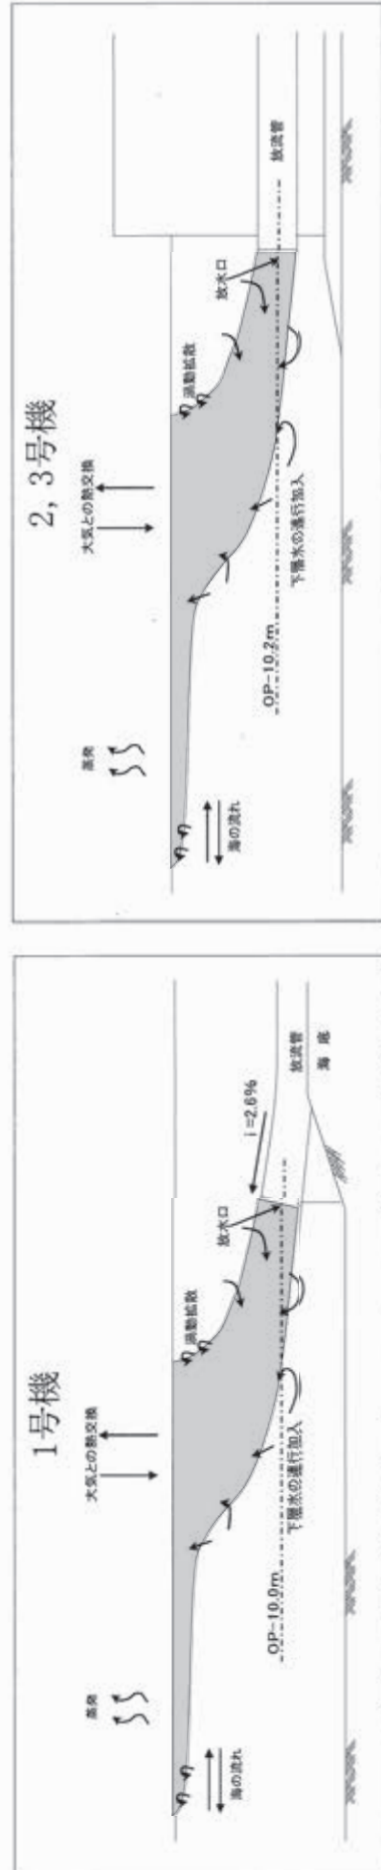 1号機
大気との熱交換
蒸発
渦動拡散
放水口
i=2.6%
放流管
海底
海の流れ
OP-10.0m
下層水の連行加入
2, 3号機
大気との熱交換
蒸発
渦動拡散
放水口
放流管
海の流れ
OP-10.2m
下層水の連行加入